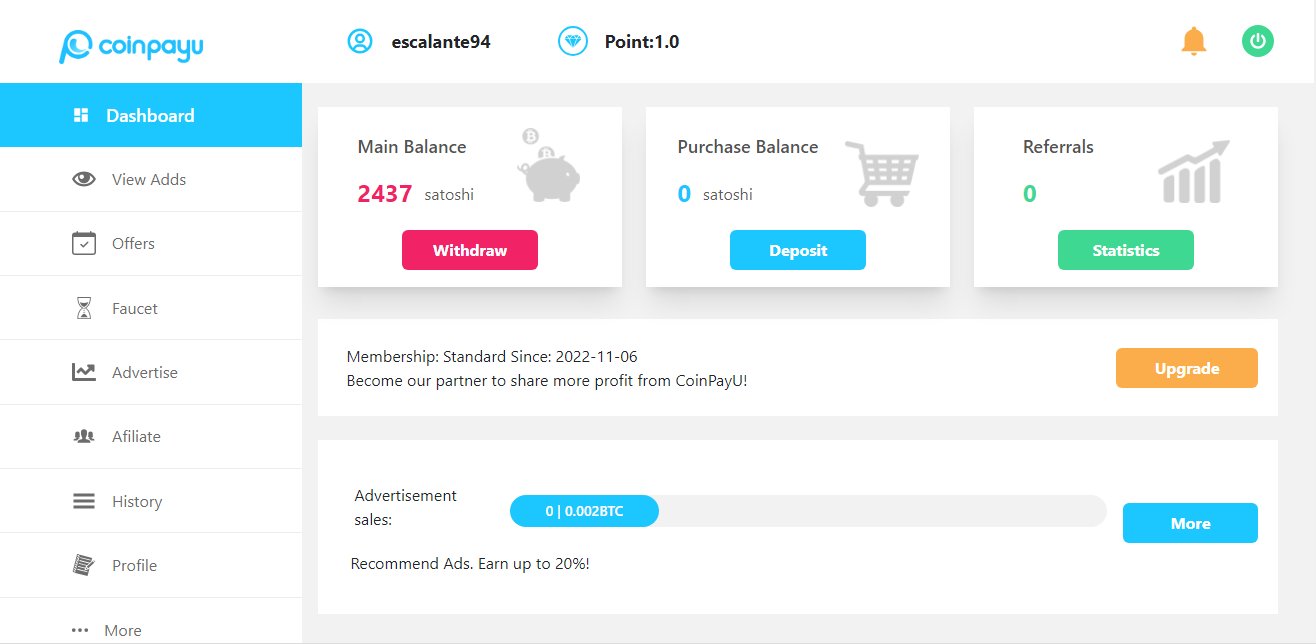 coinpayu
escalante94
Point:1.0
Dashboard
View Adds
Offers
Faucet
Advertise
Afiliate
History
Profile
More
Main Balance
2437 satoshi
Withdraw
Purchase Balance
0 satoshi
Deposit
Referrals
0
Statistics
Membership: Standard Since: 2022-11-06
Become our partner to share more profit from CoinPayU!
Upgrade
Advertisement
sales:
0 | 0.002BTC
More
Recommend Ads. Earn up to 20%!